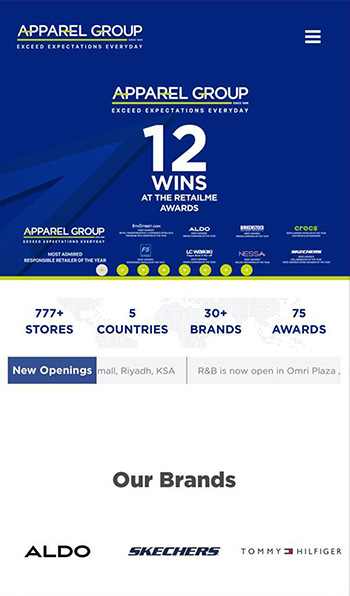 APPAREL GROUP
SINCE 1996
EXCEED EXPECTATIONS EVERYDAY
APPAREL GROUP
SINCE 1996
EXCEED EXPECTATIONS EVERYDAY
12
WINS
AT THE RETAILME
AWARDS
APPAREL GROUP
EXCEED EXPECTATIONS EVERYDAY
MOST ADMIRED
RESPONSIBLE RETAILER OF THE YEAR
6thStreet.com
ALDO
BIRKENSTOCK
crocs
F5
LC WAIKIKI
NESSA
SKECHERS
777+ 5 30+ 75
STORES COUNTRIES BRANDS AWARDS
New Openings mall, Riyadh, KSA R&B is now open in Omri Plaza ,
Our Brands
ALDO SKECHERS TOMMY HILFIGER